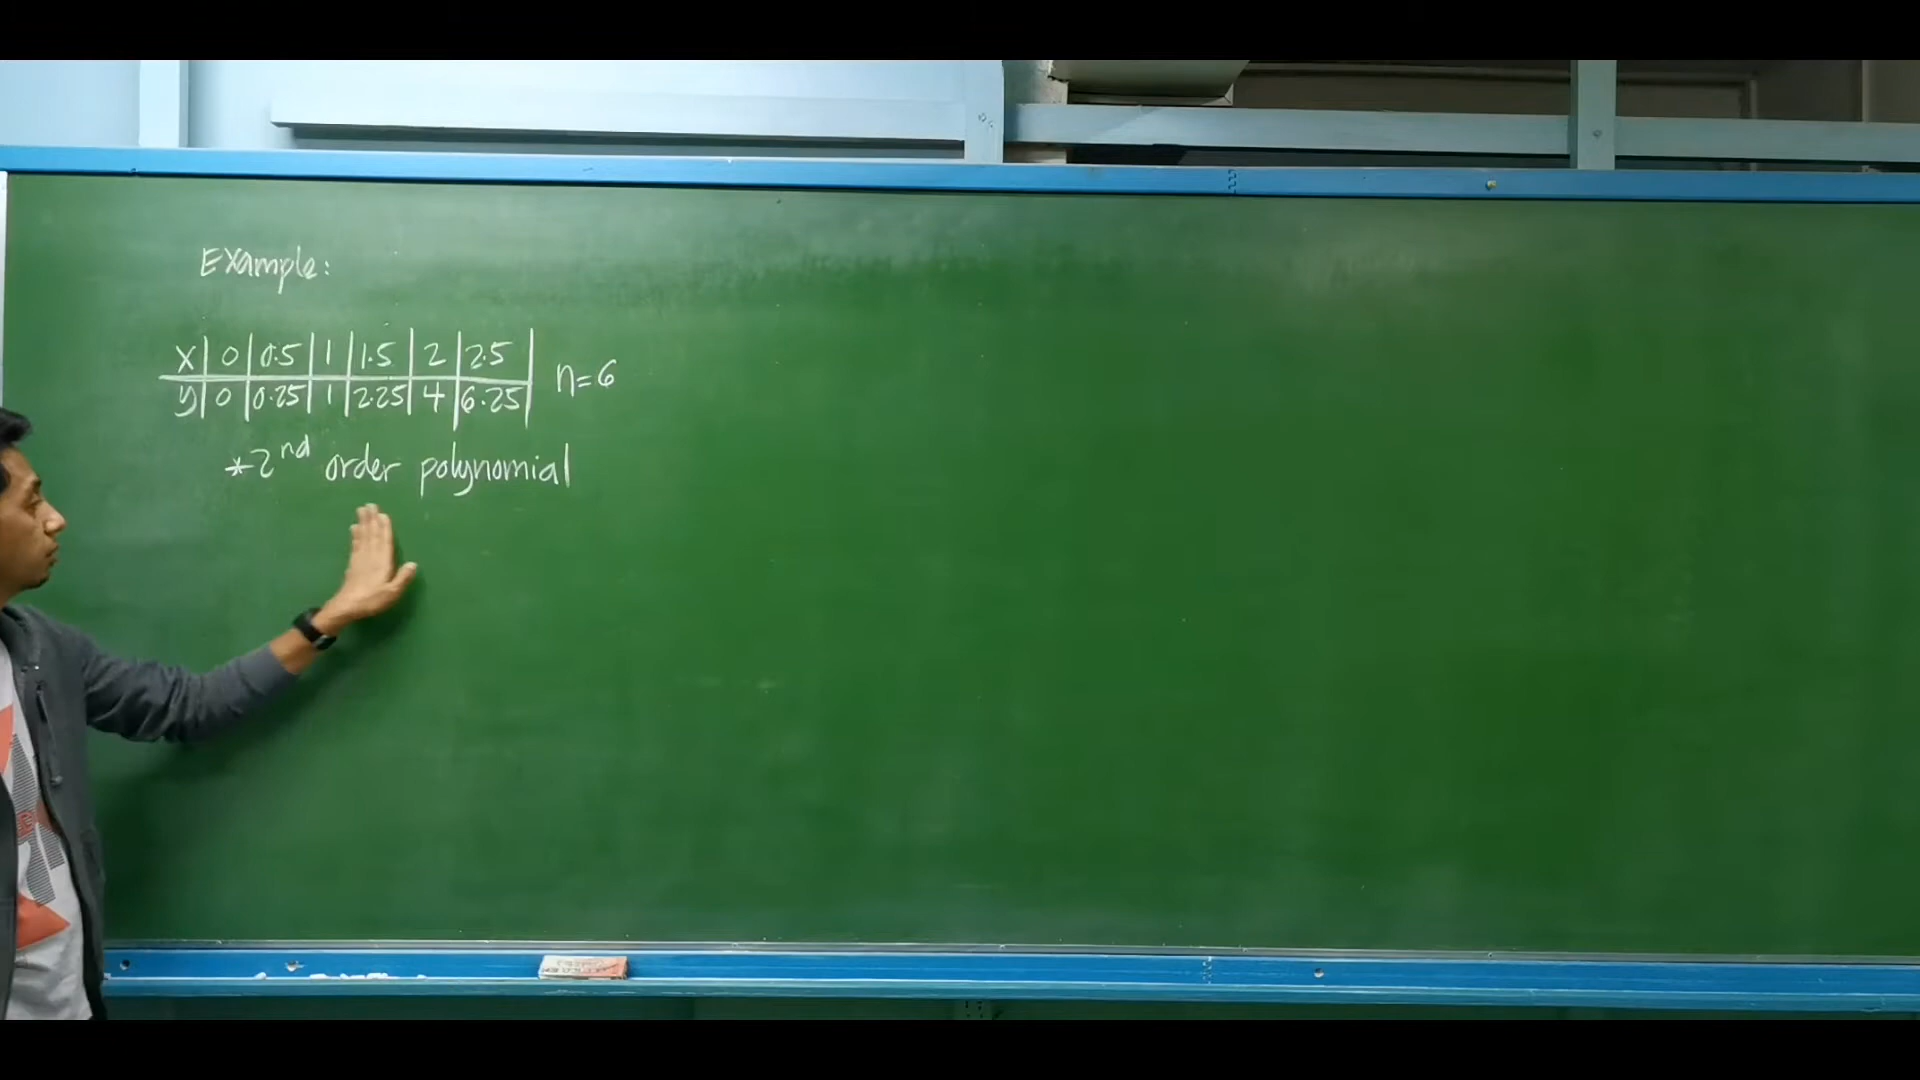 Example:
x | 0 | 0.5 | 1 | 1.5 | 2 | 2.5 |
y | 0 | 0.25 | 1 | 2.25 | 4 | 6.25 |
n=6
*2nd order polynomial